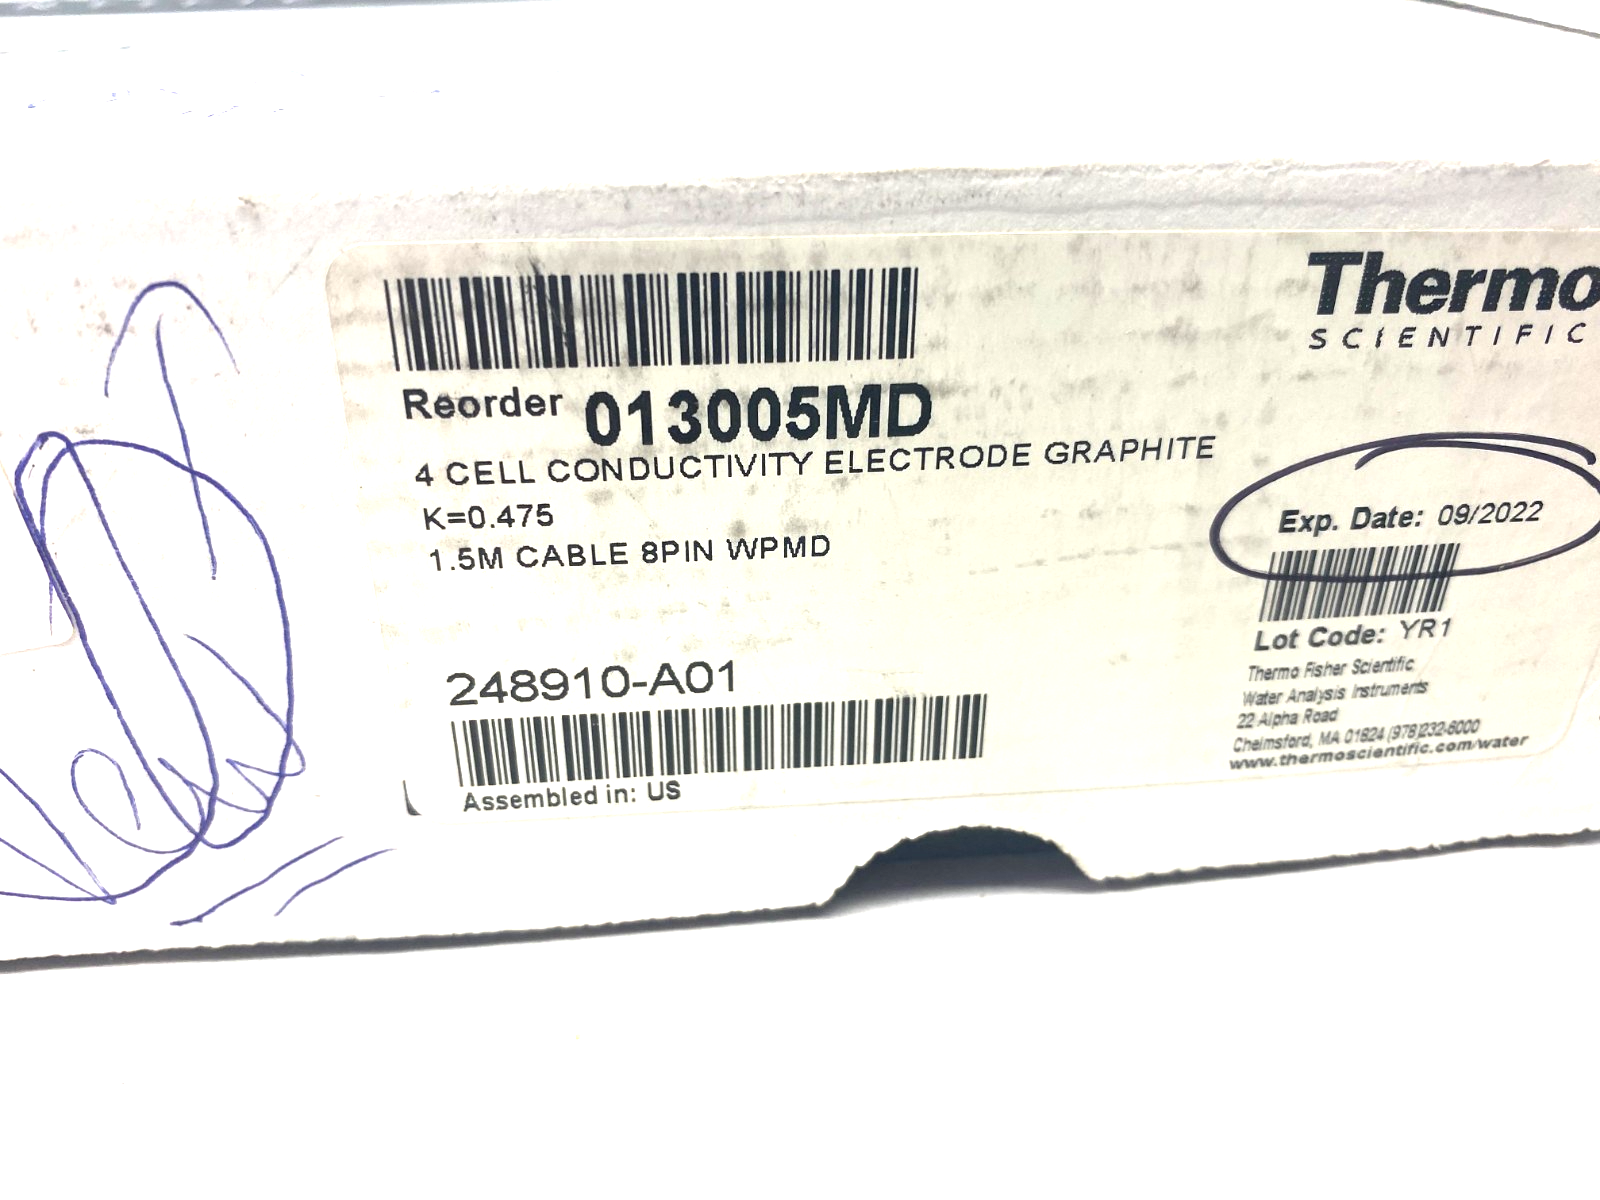 Thermo
SCIENTIFIC
Reorder 013005MD
4 CELL CONDUCTIVITY ELECTRODE GRAPHITE
K=0.475
1.5M CABLE 8PIN WPMD
Exp. Date: 09/2022
Lot Code: YR1
Thermo Fisher Scientific
Water Analysis Instruments
22 Alpha Road
Chelmsford, MA 01824 (978)232-6000
www.thermoscientific.com/water
248910-A01
Assembled in: US